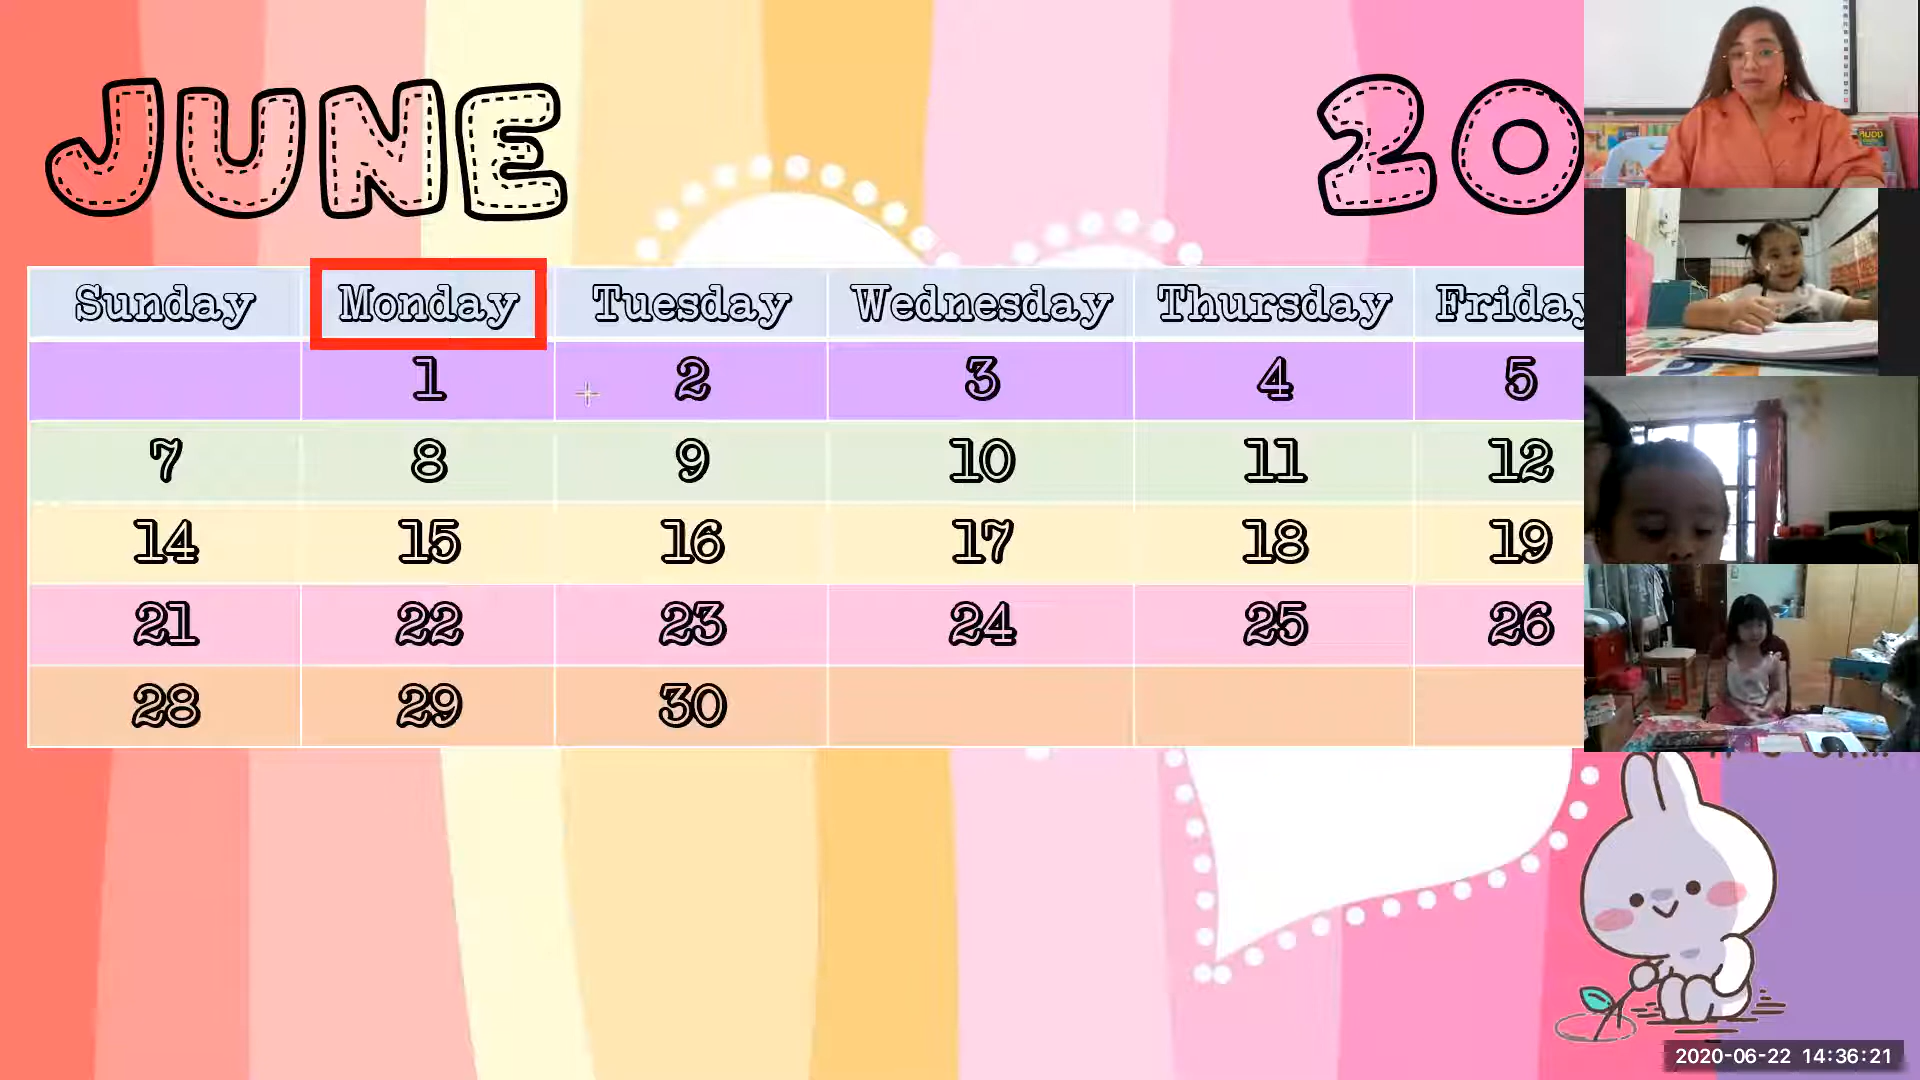 JUNE 20
Sunday Monday Tuesday Wednesday Thursday Friday
1 2 3 4 5
7 8 9 10 11 12
14 15 16 17 18 19
21 22 23 24 25 26
28 29 30
2020-06-22 14:36:21